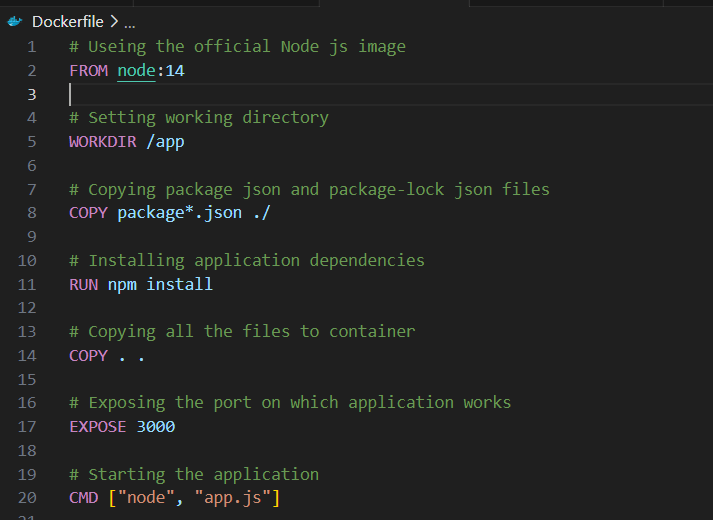 Dockerfile > ...
1 # Useing the official Node js image
2 FROM node:14
3
4 # Setting working directory
5 WORKDIR /app
6
7 # Copying package json and package-lock json files
8 COPY package*.json ./
9
10 # Installing application dependencies
11 RUN npm install
12
13 # Copying all the files to container
14 COPY . .
15
16 # Exposing the port on which application works
17 EXPOSE 3000
18
19 # Starting the application
20 CMD ["node", "app.js"]
21